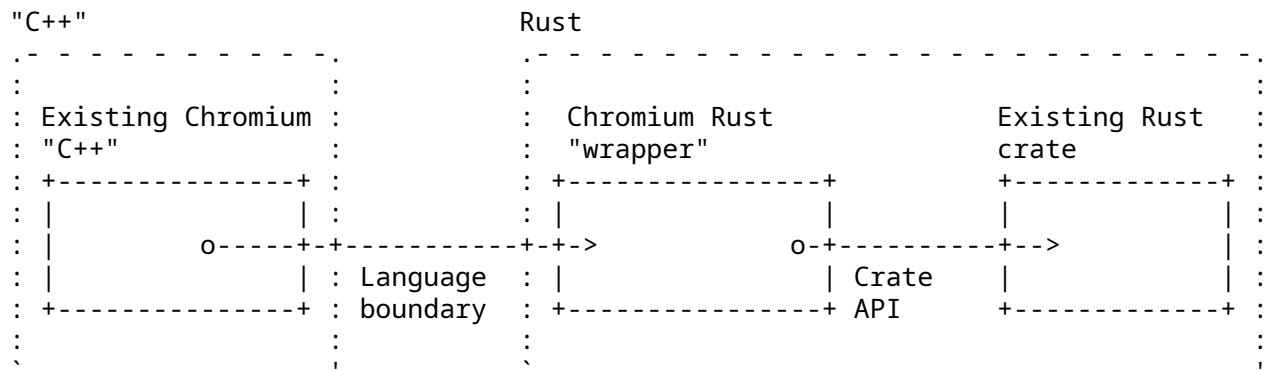 "C++"
Rust
Existing Chromium
"C++"
Chromium Rust
"wrapper"
Existing Rust
crate
Language
boundary
Crate
API